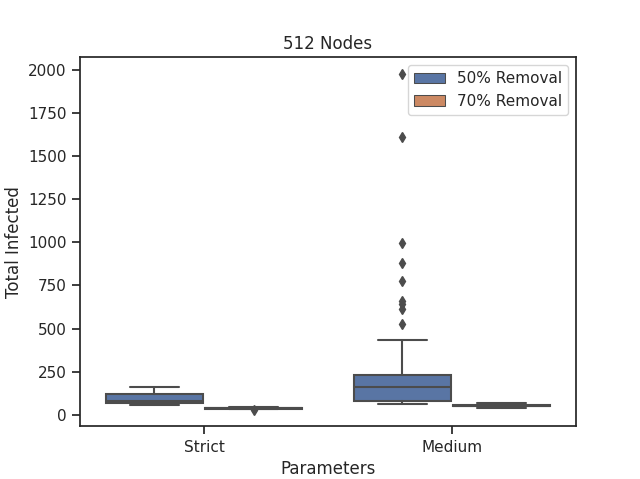 512 Nodes
50% Removal
70% Removal
2000
1750
1500
1250
1000
750
500
250
0
Total Infected
Strict
Medium
Parameters